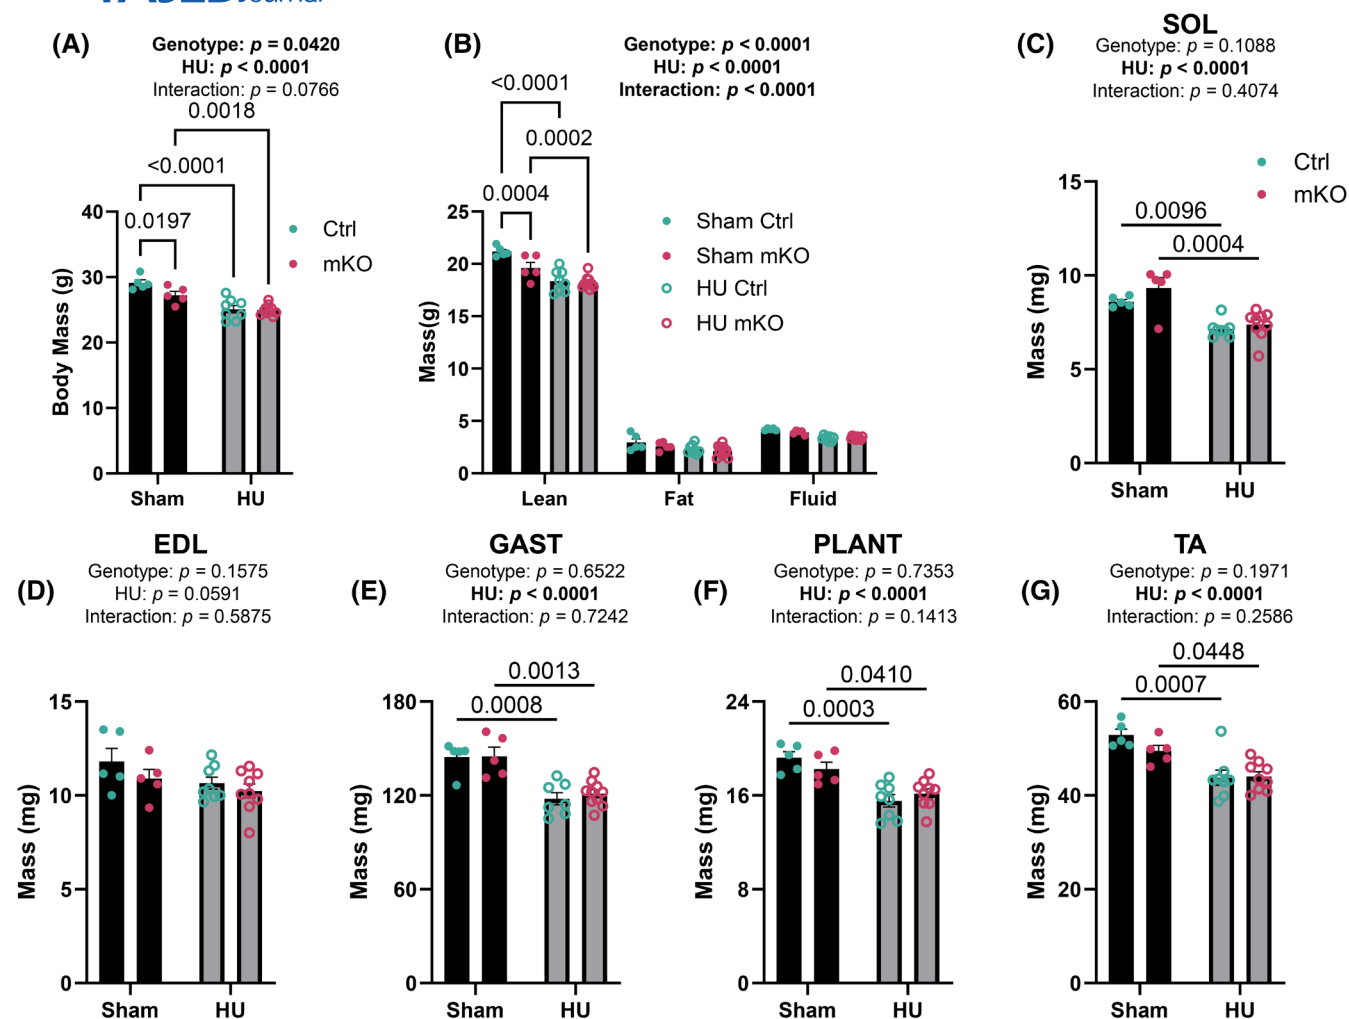 Journal
(A)
Genotype: p = 0.0420
HU: p < 0.0001
Interaction: p = 0.0766
0.0018
<0.0001
0.0197
40
30
20
10
0
Body Mass (g)
Sham
HU
Ctrl
mKO
(B)
Genotype: p < 0.0001
HU: p < 0.0001
Interaction: p < 0.0001
<0.0001
0.0002
0.0004
25
20
15
10
5
0
Mass(g)
Lean
Fat
Fluid
Sham Ctrl
Sham mKO
HU Ctrl
HU mKO
(C)
SOL
Genotype: p = 0.1088
HU: p < 0.0001
Interaction: p = 0.4074
Ctrl
mKO
0.0096
0.0004
15
10
5
0
Mass (mg)
Sham
HU
(D)
EDL
Genotype: p = 0.1575
HU: p = 0.0591
Interaction: p = 0.5875
15
10
5
0
Mass (mg)
Sham
HU
(E)
GAST
Genotype: p = 0.6522
HU: p < 0.0001
Interaction: p = 0.7242
0.0013
0.0008
180
120
60
0
Mass (mg)
Sham
HU
(F)
PLANT
Genotype: p = 0.7353
HU: p < 0.0001
Interaction: p = 0.1413
0.0410
0.0003
24
16
8
0
Mass (mg)
Sham
HU
(G)
TA
Genotype: p = 0.1971
HU: p < 0.0001
Interaction: p = 0.2586
0.0448
0.0007
60
40
20
0
Mass (mg)
Sham
HU